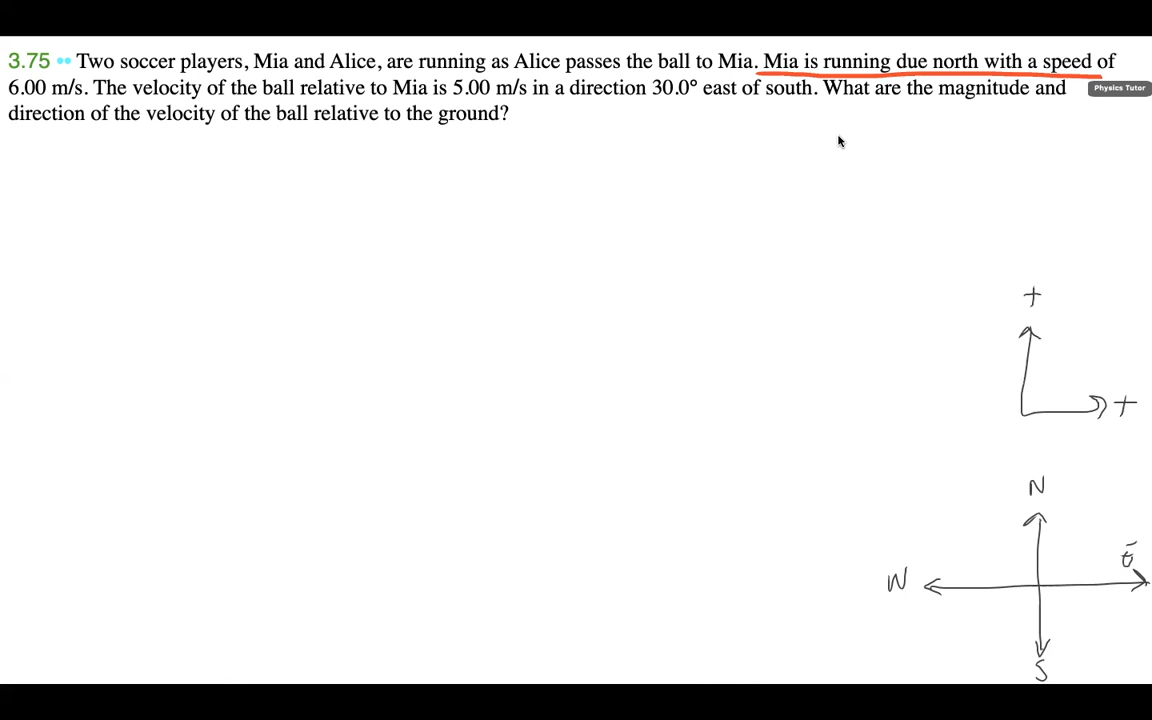 3.75 •• Two soccer players, Mia and Alice, are running as Alice passes the ball to Mia. Mia is running due north with a speed of
6.00 m/s. The velocity of the ball relative to Mia is 5.00 m/s in a direction 30.0° east of south. What are the magnitude and
Physics Tutor
direction of the velocity of the ball relative to the ground?
+
+
N
W
S